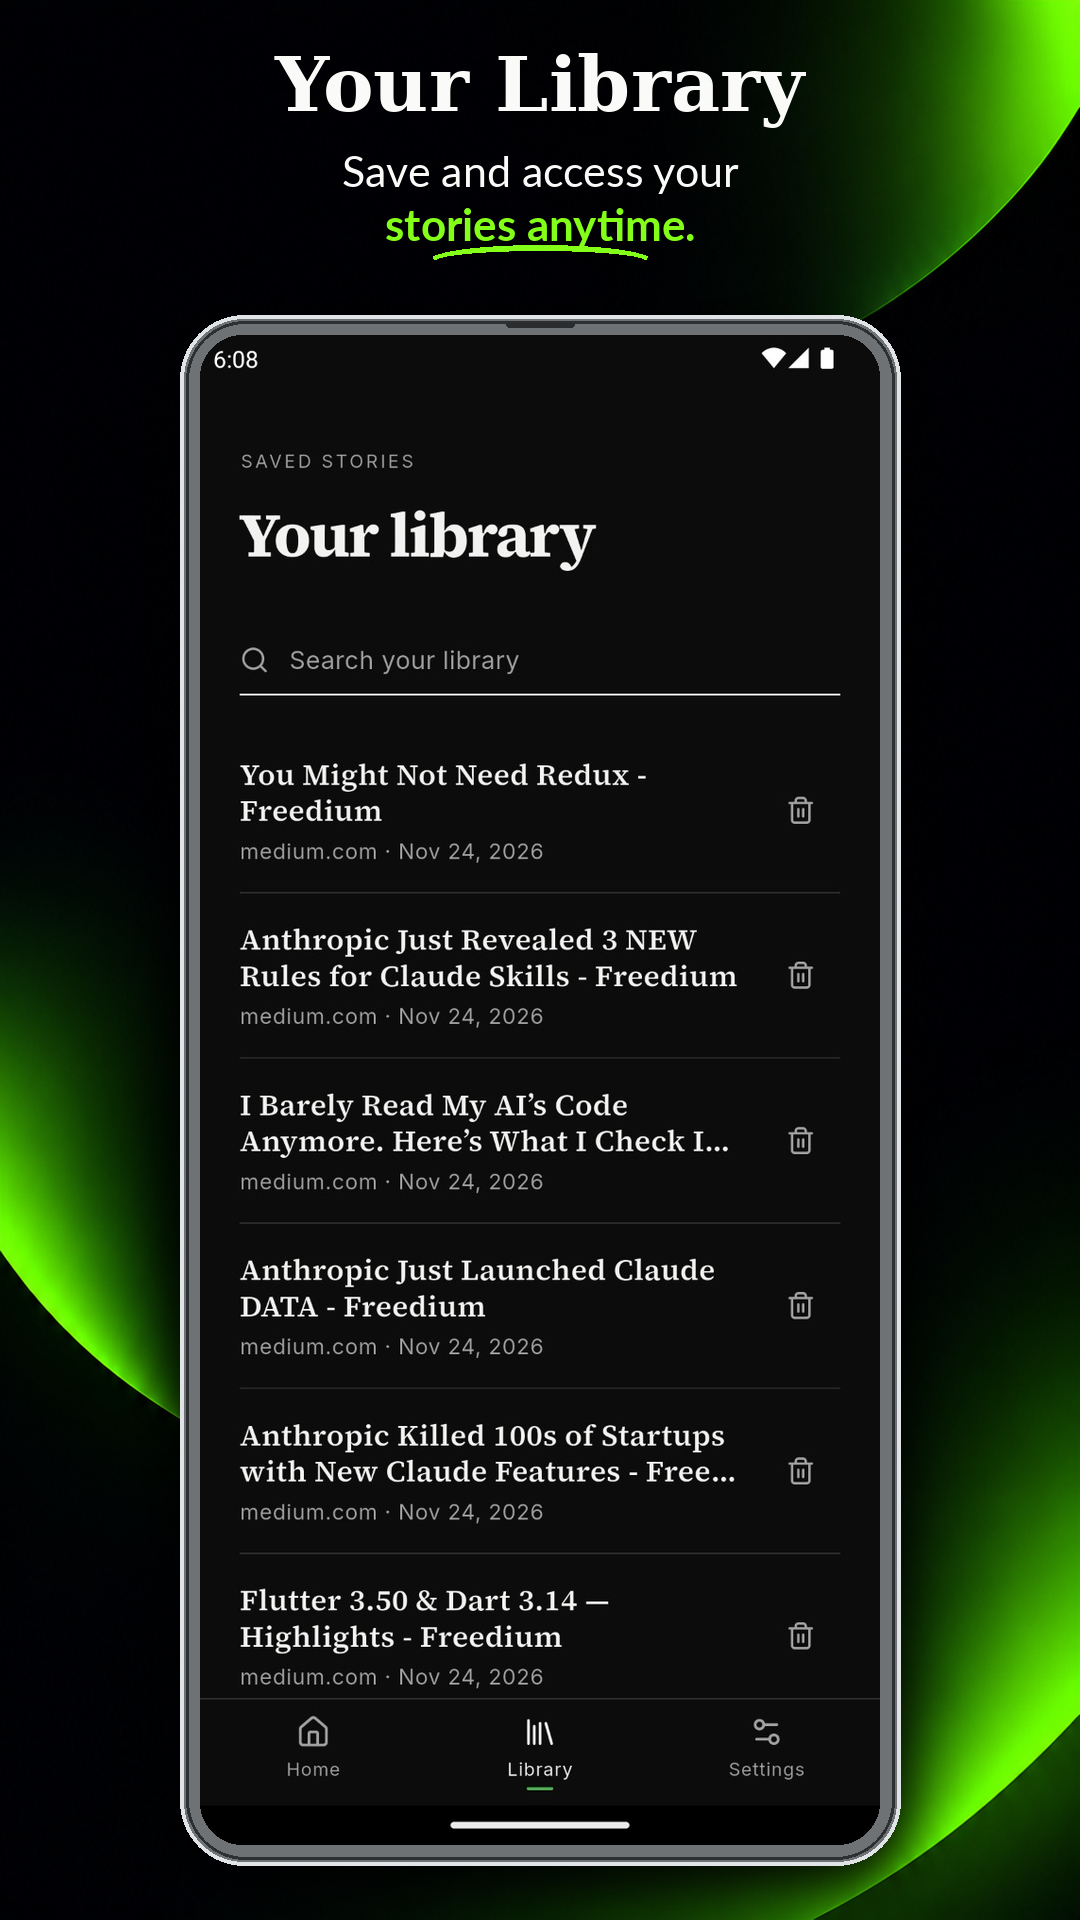 Your Library
Save and access your
stories anytime.
6:08
SAVED STORIES
Your library
Search your library
You Might Not Need Redux -
Freedium
medium.com · Nov 24, 2026
Anthropic Just Revealed 3 NEW
Rules for Claude Skills - Freedium
medium.com · Nov 24, 2026
I Barely Read My AI’s Code
Anymore. Here’s What I Check I...
medium.com · Nov 24, 2026
Anthropic Just Launched Claude
DATA - Freedium
medium.com · Nov 24, 2026
Anthropic Killed 100s of Startups
with New Claude Features - Free...
medium.com · Nov 24, 2026
Flutter 3.50 & Dart 3.14 —
Highlights - Freedium
medium.com · Nov 24, 2026
Home
Library
Settings